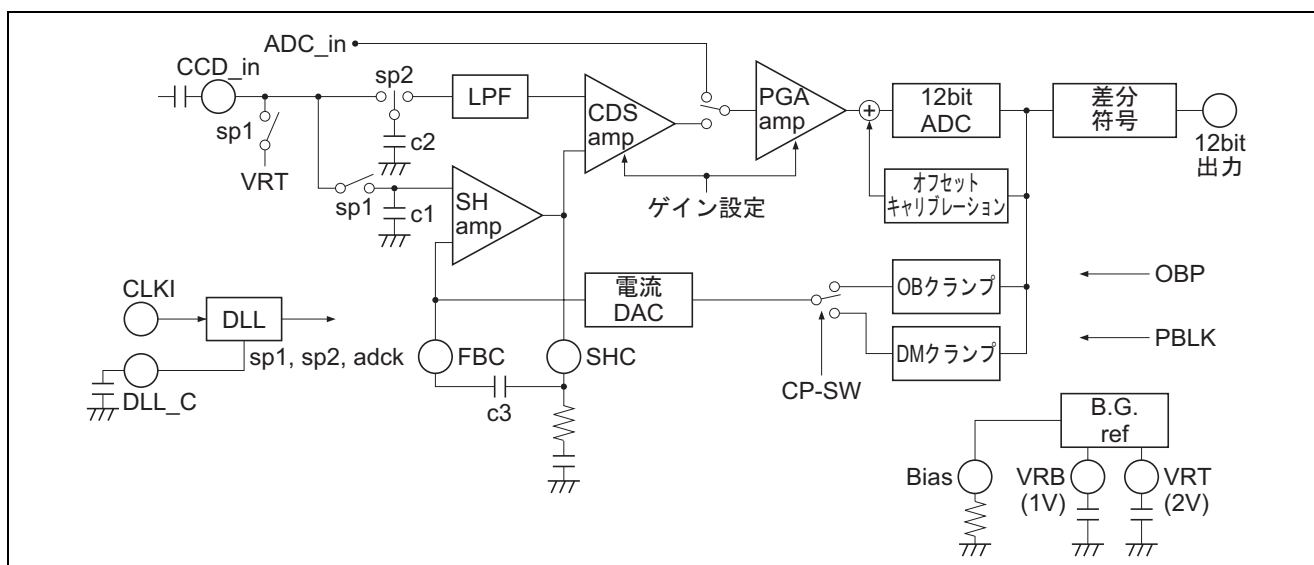 ADC_in
CCD_in
sp2
LPF
CDS
amp
PGA
amp
12bit
ADC
差分
符号
12bit
出力
sp1
VRT
c2
sp1
c1
SH
amp
ゲイン設定
オフセット
キャリブレーション
CLKI
DLL
sp1, sp2, adck
DLL_C
電流
DAC
OBクランプ
OBP
DMクランプ
PBLK
FBC
SHC
c3
CP-SW
B.G.
ref
Bias
VRB
(1V)
VRT
(2V)